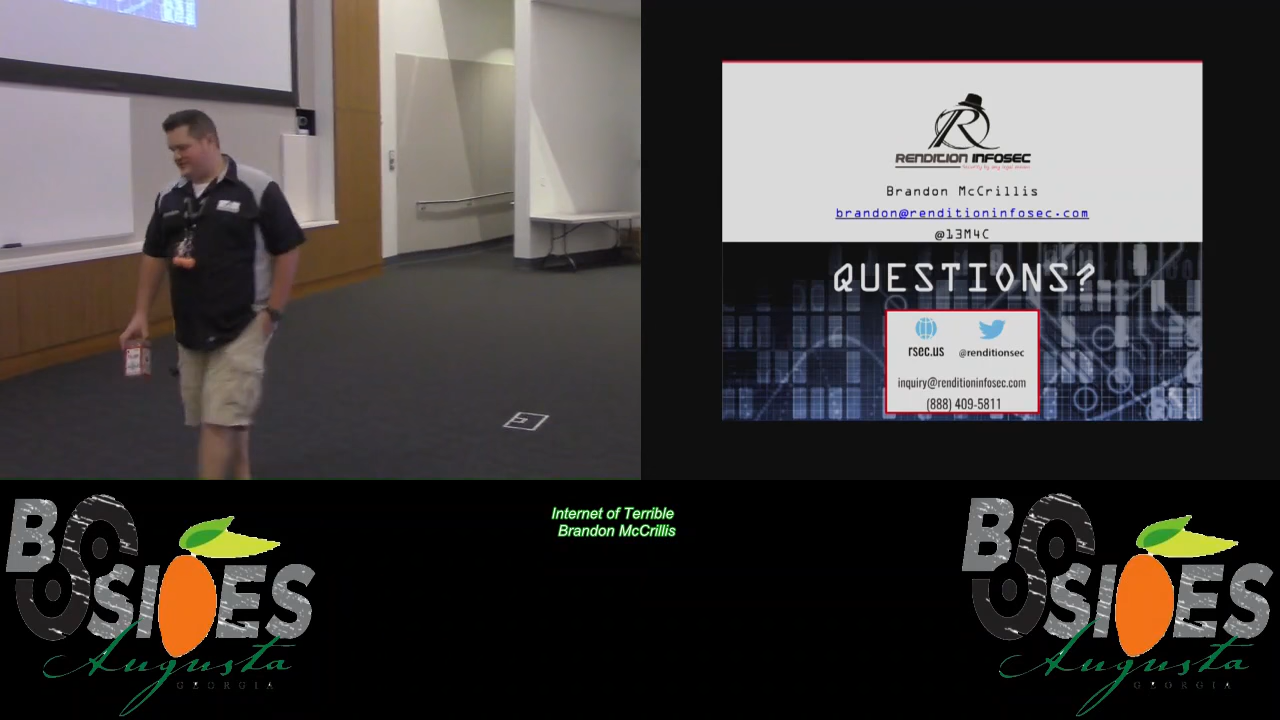 RENDITION INFOSEC
Brandon McCrillis
brandon@renditioninfosec.com
@13M4C
QUESTIONS?
rsec.us
@renditionsec
inquiry@renditioninfosec.com
(888) 409-5811
Internet of Terrible
Brandon McCrillis
BSIDES
Augusta
GEORGIA
BSIDES
Augusta
GEORGIA